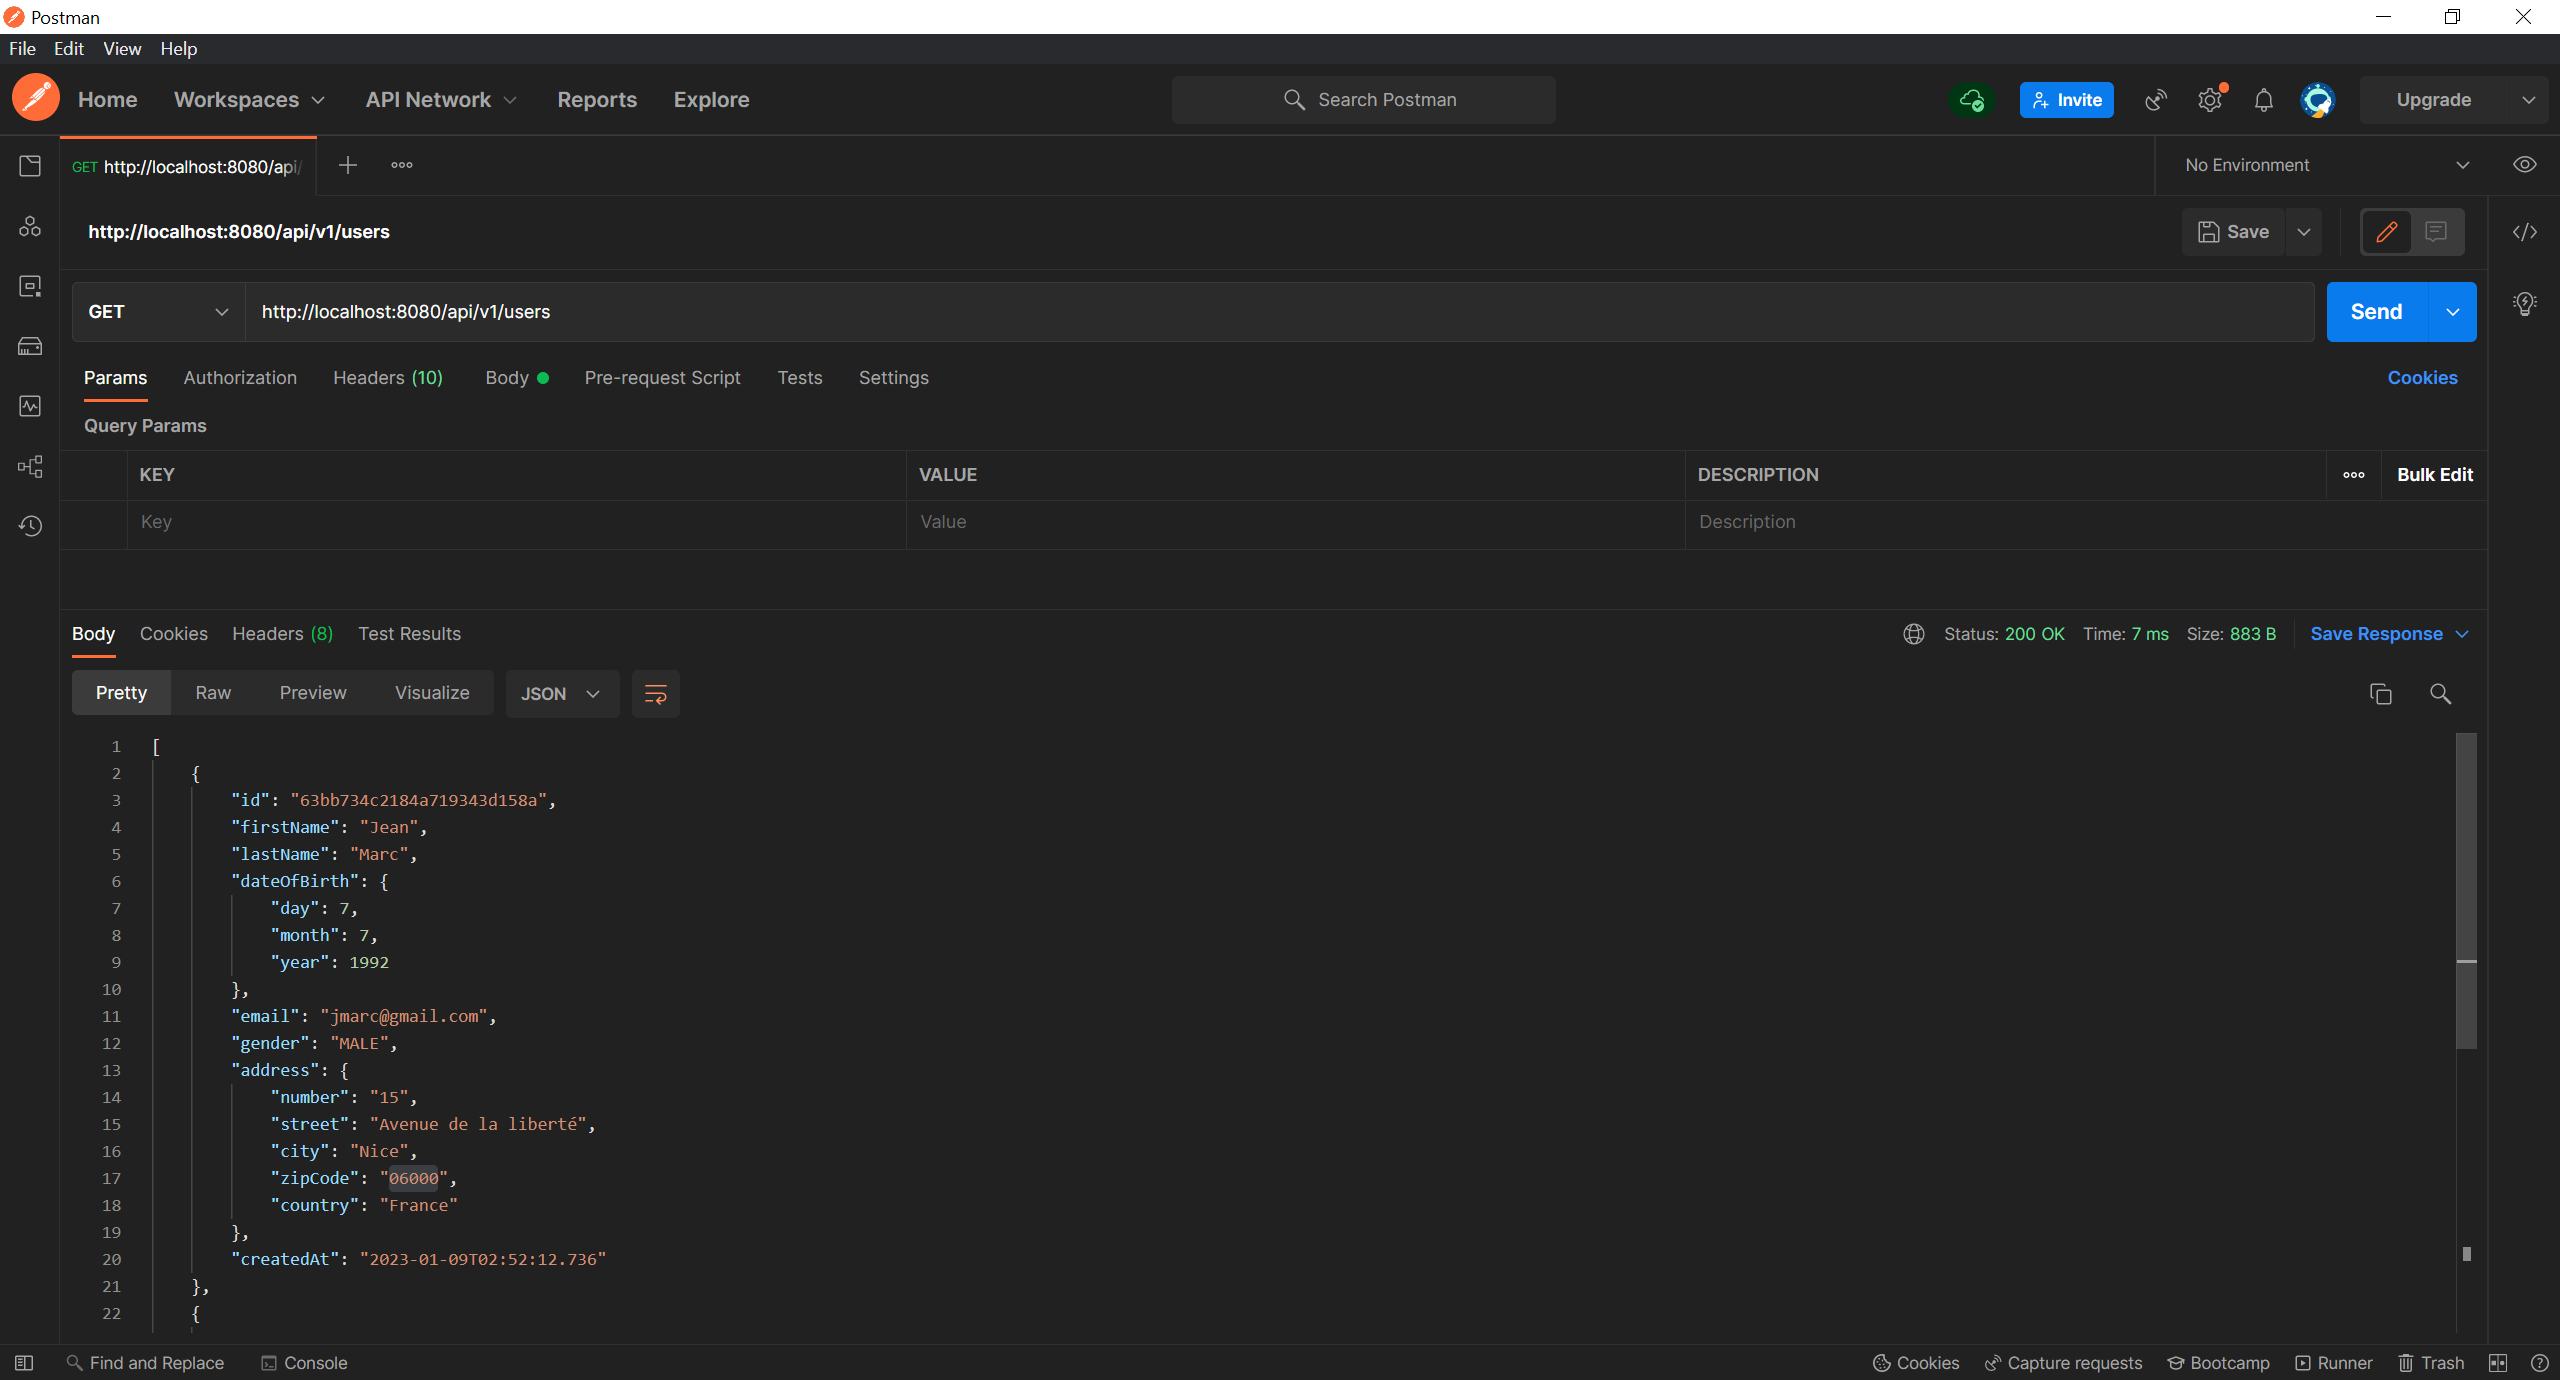 Postman
File Edit View Help
Home Workspaces API Network Reports Explore Search Postman Invite Upgrade
GET http://localhost:8080/api/ No Environment
http://localhost:8080/api/v1/users Save
GET http://localhost:8080/api/v1/users Send
Params Authorization Headers (10) Body Pre-request Script Tests Settings Cookies
Query Params
KEY VALUE DESCRIPTION Bulk Edit
Key Value Description
Body Cookies Headers (8) Test Results Status: 200 OK Time: 7 ms Size: 883 B Save Response
Pretty Raw Preview Visualize JSON
1 [
2 {
3 "id": "63bb734c2184a719343d158a",
4 "firstName": "Jean",
5 "lastName": "Marc",
6 "dateOfBirth": {
7 "day": 7,
8 "month": 7,
9 "year": 1992
10 },
11 "email": "jmarc@gmail.com",
12 "gender": "MALE",
13 "address": {
14 "number": "15",
15 "street": "Avenue de la liberté",
16 "city": "Nice",
17 "zipCode": "06000",
18 "country": "France"
19 },
20 "createdAt": "2023-01-09T02:52:12.736"
21 },
22 {
Find and Replace Console Cookies Capture requests Bootcamp Runner Trash